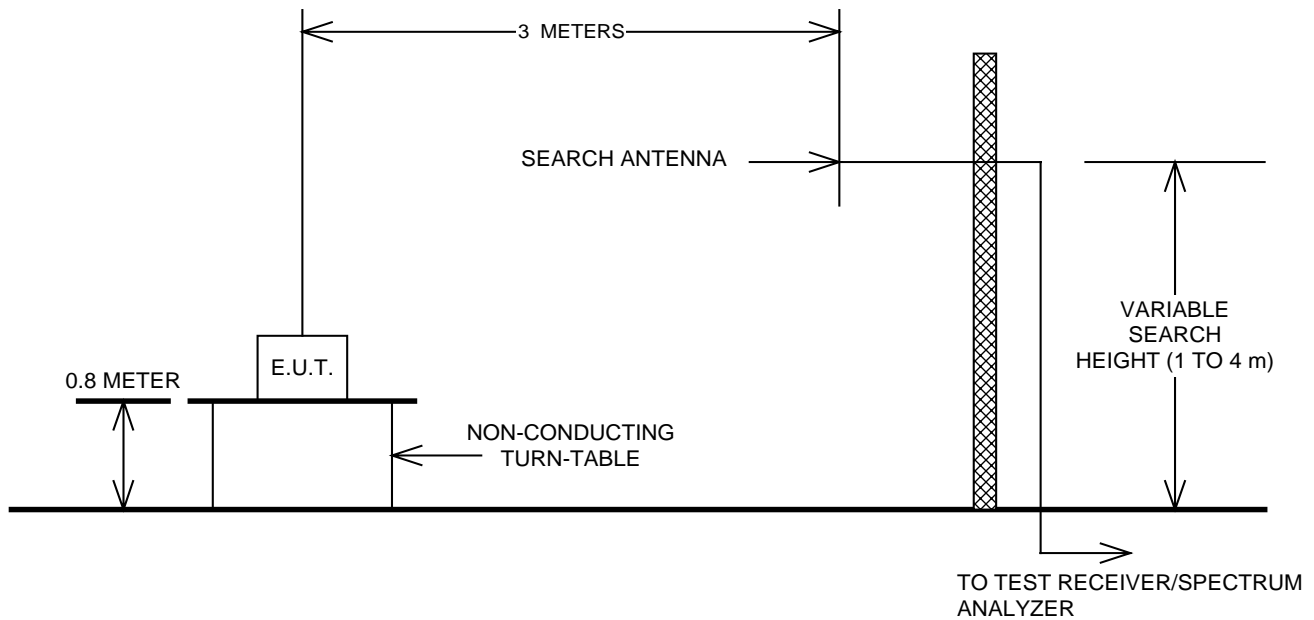 3 METERS
SEARCH ANTENNA
VARIABLE
SEARCH
HEIGHT (1 TO 4 m)
E.U.T.
0.8 METER
NON-CONDUCTING
TURN-TABLE
TO TEST RECEIVER/SPECTRUM
ANALYZER